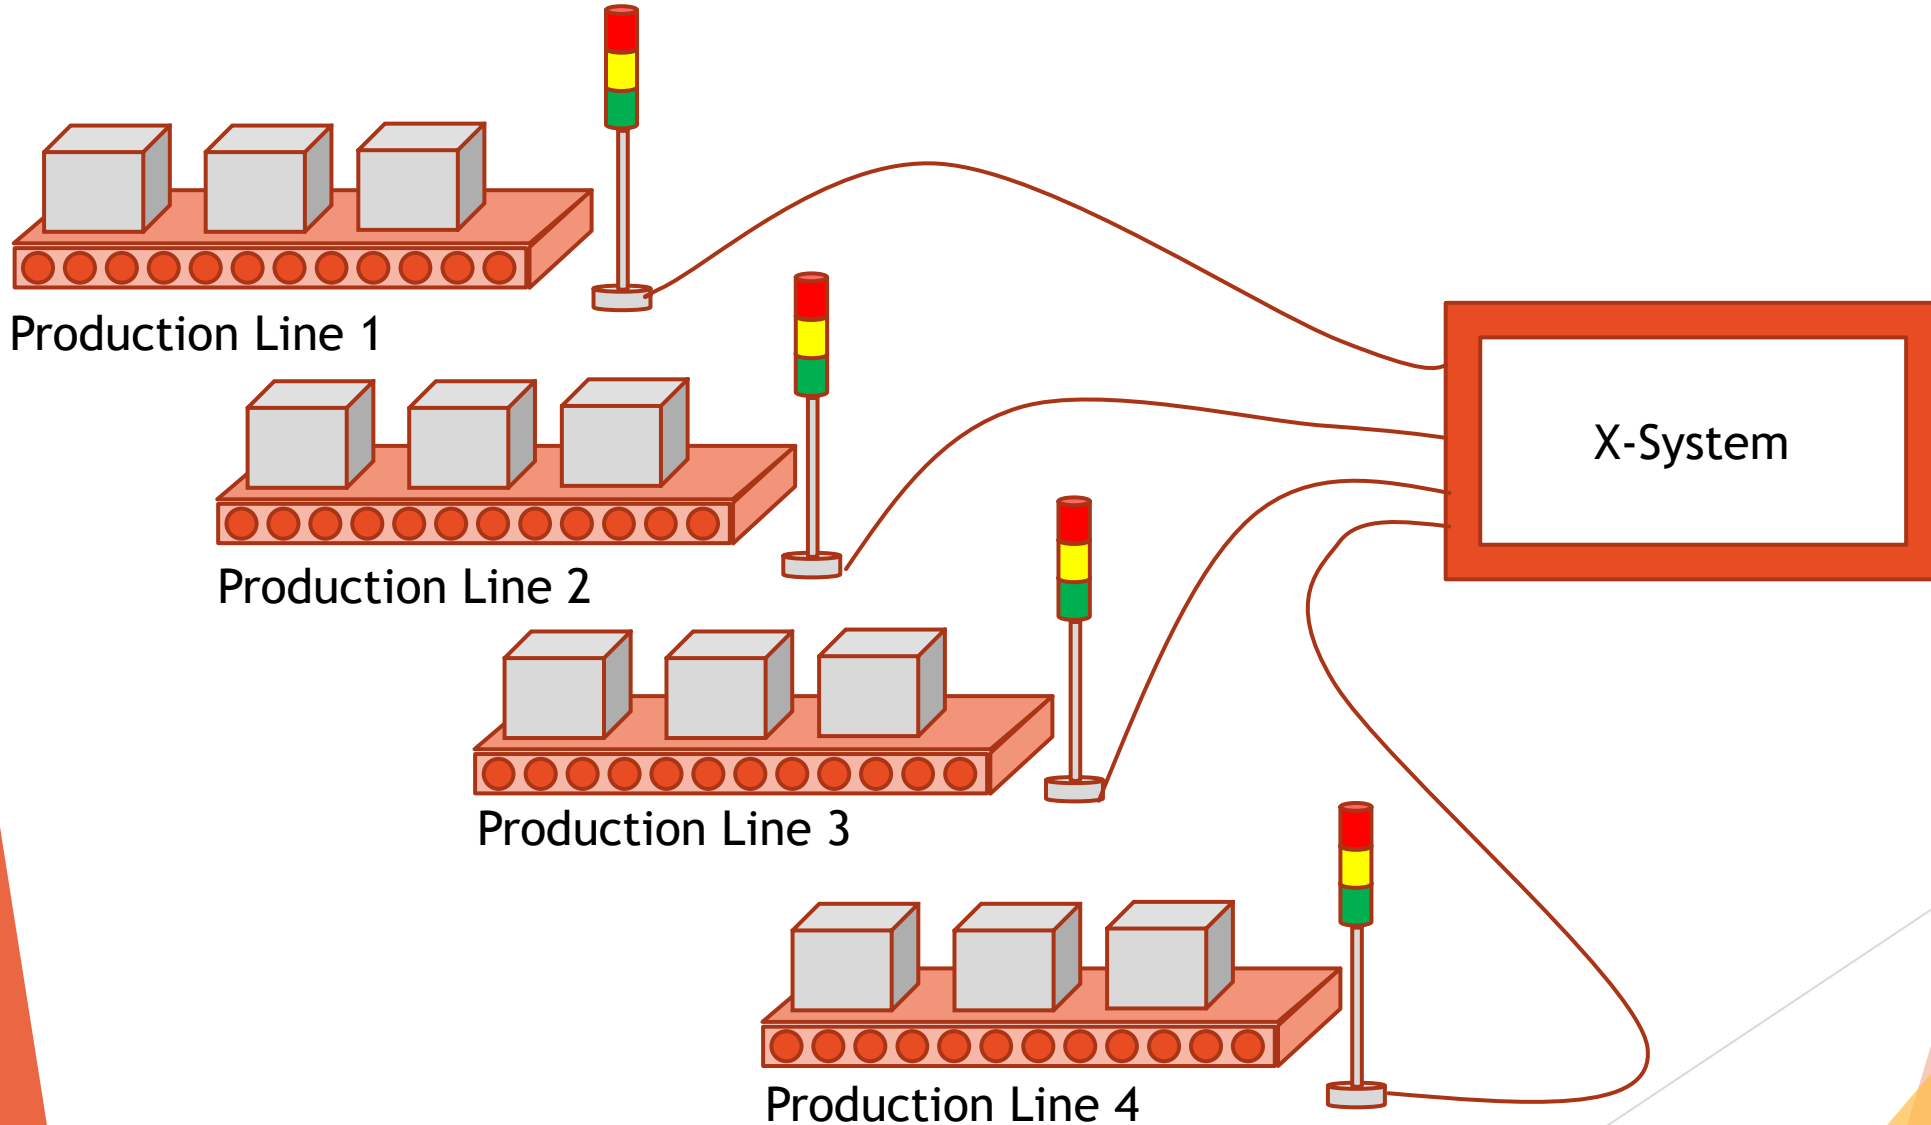 Production Line 1
X-System
Production Line 2
Production Line 3
Production Line 4